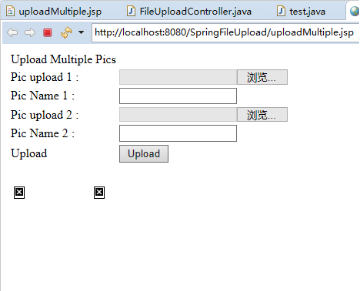 uploadMultiple.jsp FileUploadController.java test.java
http://localhost:8080/SpringFileUpload/uploadMultiple.jsp
Upload Multiple Pics
Pic upload 1 : 浏览...
Pic Name 1 :
Pic upload 2 : 浏览...
Pic Name 2 :
Upload Upload